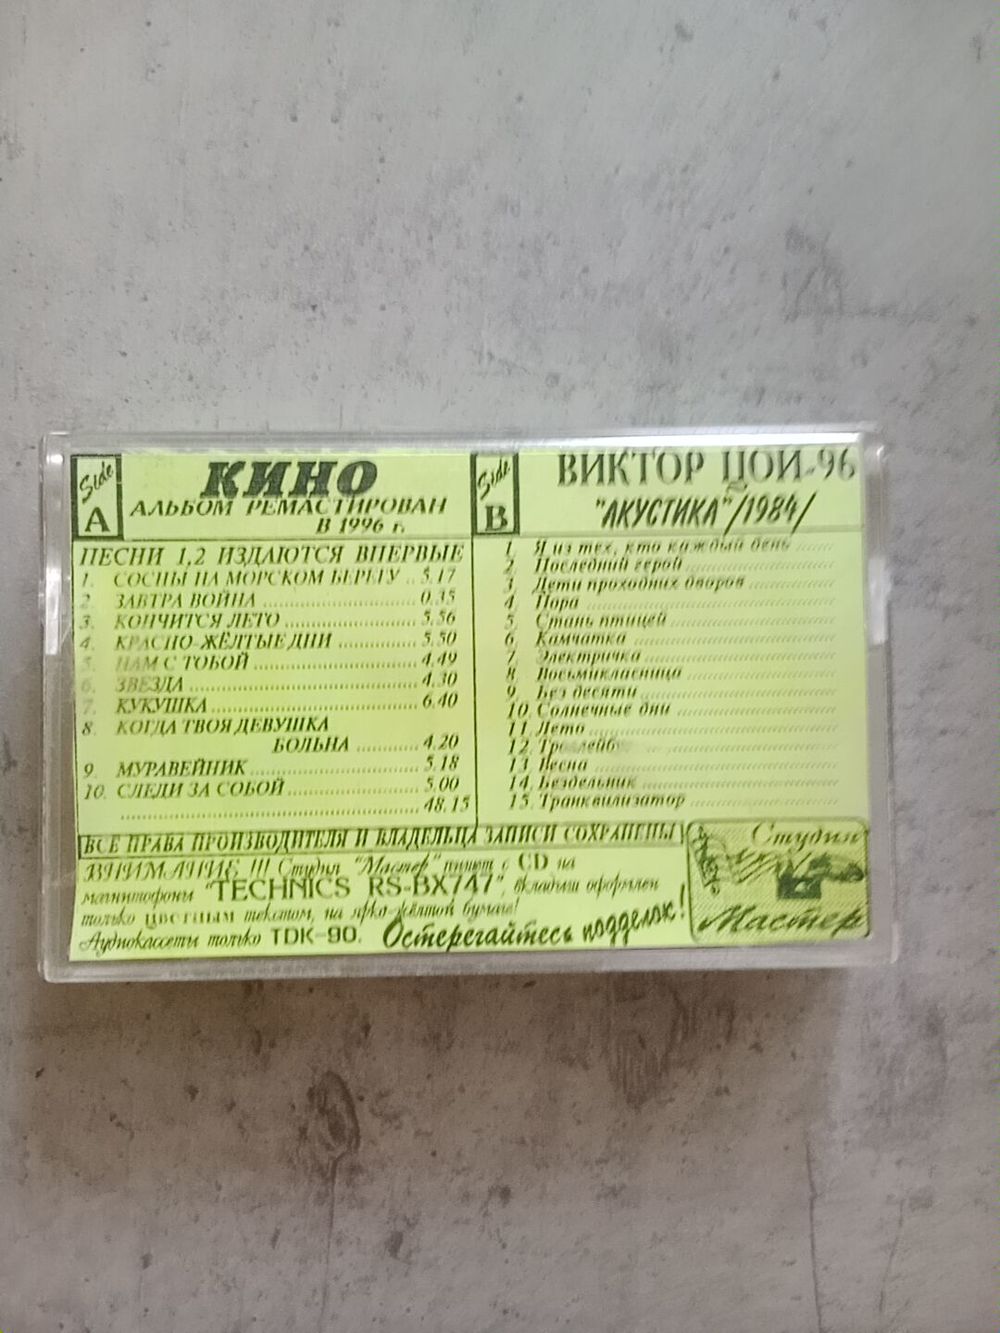 Side A
КИНО
АЛЬБОМ РЕМАСТИРОВАН
В 1996 г.
ПЕСНИ 1,2 ИЗДАЮТСЯ ВПЕРВЫЕ
1. СОСНЫ НА МОРСКОМ БЕРЕГУ .. 5.17
2. ЗАВТРА ВОЙНА ........ 0.35
3. КОНЧИТСЯ ЛЕТО ........ 5.56
4. КРАСНО-ЖЁЛТЫЕ ДНИ ........ 5.50
5. НАМ С ТОБОЙ ........ 4.49
6. ЗВЕЗДА ........ 4.30
7. КУКУШКА ........ 6.40
8. КОГДА ТВОЯ ДЕВУШКА
БОЛЬНА ........ 4.20
9. МУРАВЕЙНИК ........ 5.18
10. СЛЕДИ ЗА СОБОЙ ........ 5.00
........ 48.15
Side B
ВИКТОР ЦОЙ-96
"АКУСТИКА"/1984/
1. Я из тех, кто каждый день ........
2. Последний герой ........
3. Дети проходных дворов ........
4. Пора ........
5. Стань птицей ........
6. Камчатка ........
7. Электричка ........
8. Восьмиклассница ........
9. Без десяти ........
10. Солнечные дни ........
11. Лето ........
12. Троллейбус ........
13. Весна ........
14. Бездельник ........
15. Транквилизатор ........
ВСЕ ПРАВА ПРОИЗВОДИТЕЛЯ И ВЛАДЕЛЬЦА ЗАПИСИ СОХРАНЕНЫ
ВНИМАНИЕ !!! Студия "Мастер" пишет с CD на
магнитофоны "TECHNICS RS-BX747", вкладыш оформлен
только цветным текстом, на ярко жёлтой бумаге!
Аудиокассеты только TDK-90. Остерегайтесь подделок!
Студия
Мастер